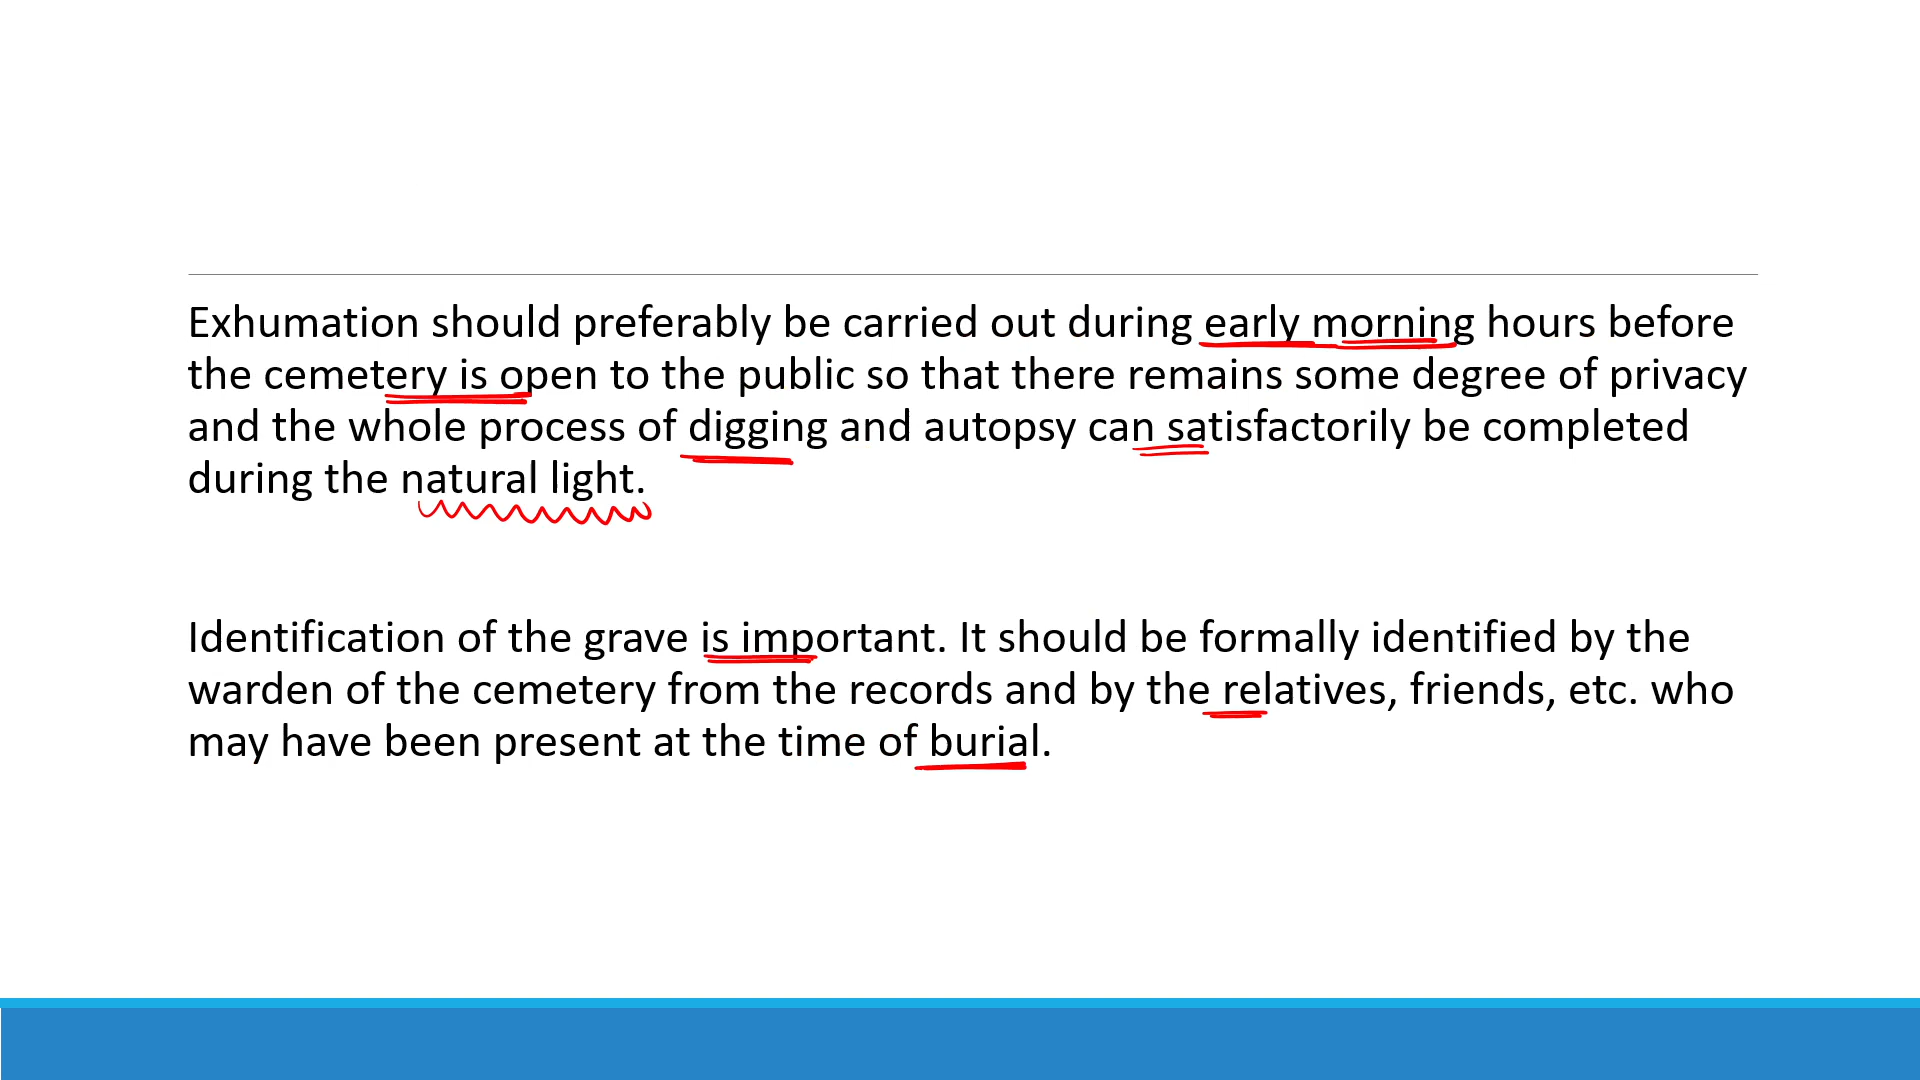 Exhumation should preferably be carried out during early morning hours before
the cemetery is open to the public so that there remains some degree of privacy
and the whole process of digging and autopsy can satisfactorily be completed
during the natural light.
Identification of the grave is important. It should be formally identified by the
warden of the cemetery from the records and by the relatives, friends, etc. who
may have been present at the time of burial.